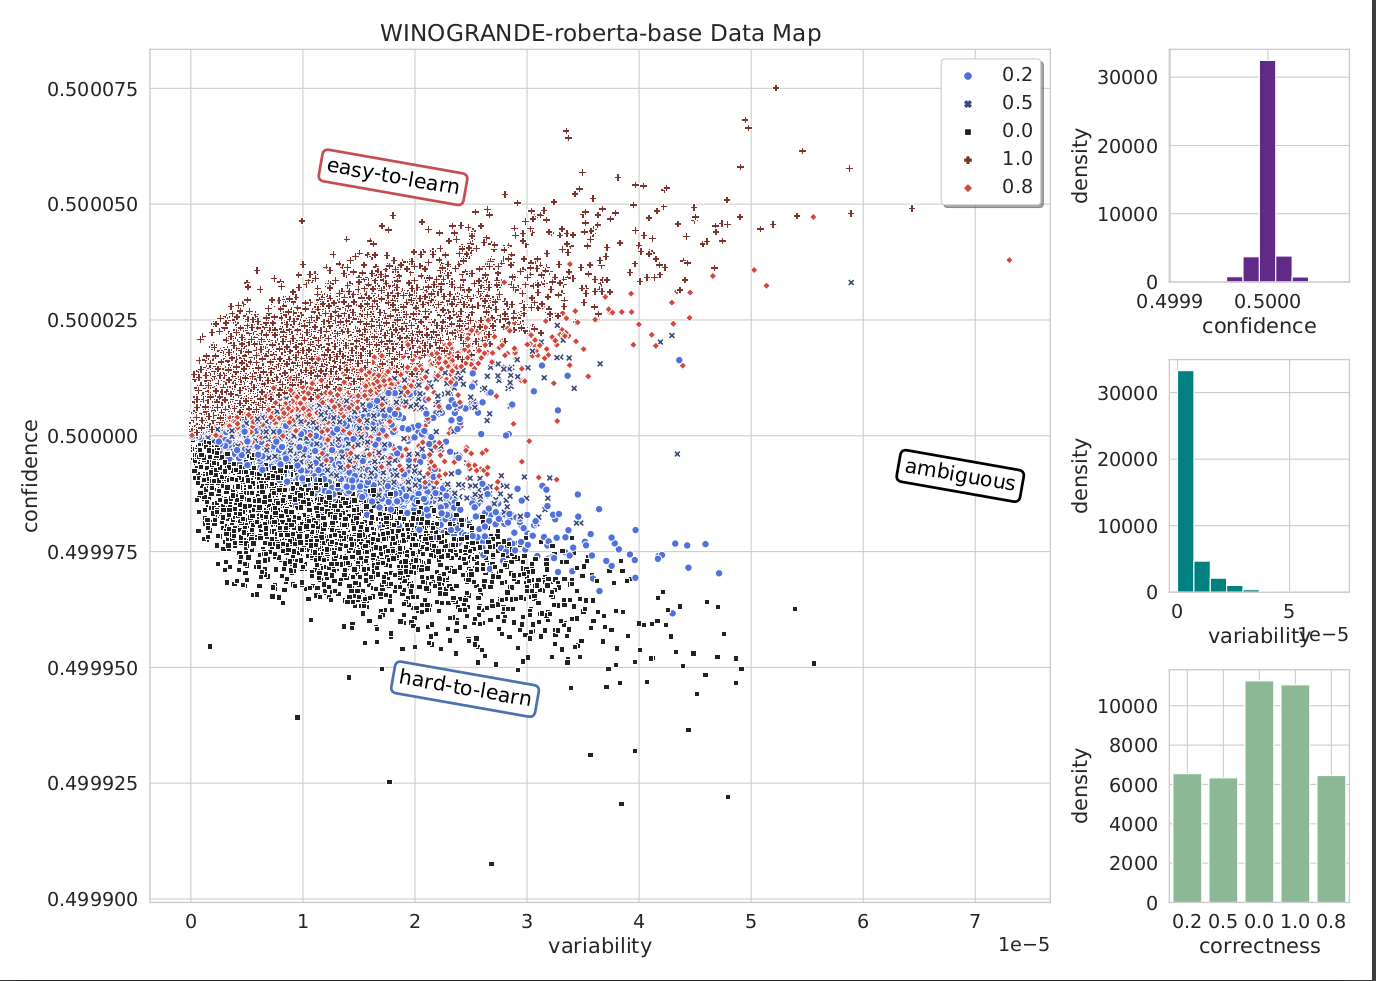 WINOGRANDE-roberta-base Data Map
0.500075
0.500050
0.500025
0.500000
0.499975
0.499950
0.499925
0.499900
confidence
0 1 2 3 4 5 6 7
variability
1e−5
easy-to-learn
ambiguous
hard-to-learn
0.2
0.5
0.0
1.0
0.8
30000
20000
10000
0
density
0.4999 0.5000
confidence
30000
20000
10000
0
density
0 5
variability
1e−5
10000
8000
6000
4000
2000
0
density
0.2 0.5 0.0 1.0 0.8
correctness